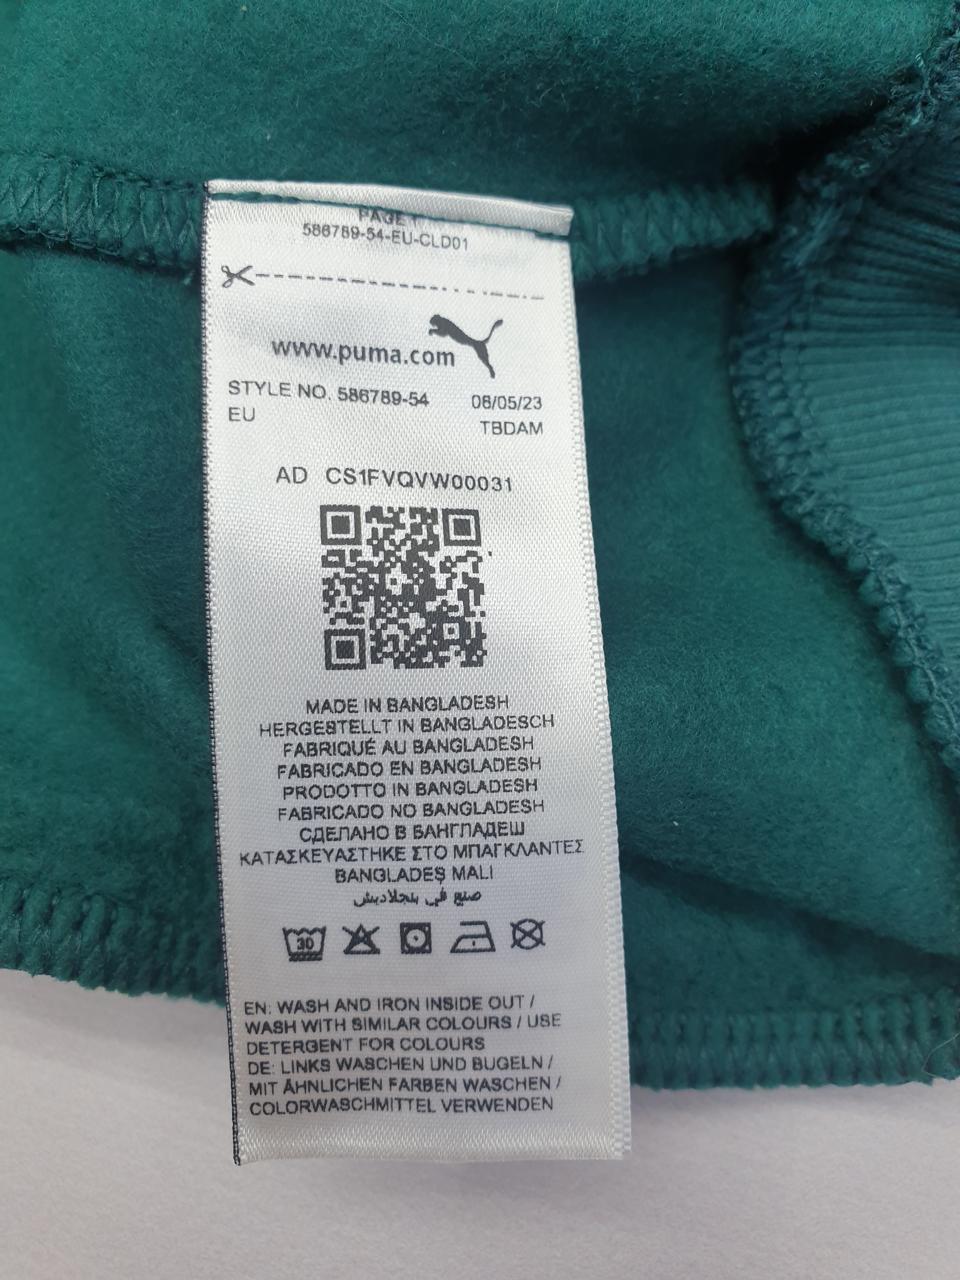 PAGE 1
586789-54-EU-CLD01
www.puma.com
STYLE NO. 586789-54 08/05/23
EU TBDAM
AD CS1FVQVW00031
MADE IN BANGLADESH
HERGESTELLT IN BANGLADESCH
FABRIQUÉ AU BANGLADESH
FABRICADO EN BANGLADESH
PRODOTTO IN BANGLADESH
FABRICADO NO BANGLADESH
СДЕЛАНО В БАНГЛАДЕШ
ΚΑΤΑΣΚΕΥΑΣΤΗΚΕ ΣΤΟ ΜΠΑΓΚΛΑΝΤΕΣ
BANGLADEŞ MALI
صنع في بنجلاديش
30
EN: WASH AND IRON INSIDE OUT /
WASH WITH SIMILAR COLOURS / USE
DETERGENT FOR COLOURS
DE: LINKS WASCHEN UND BUGELN /
MIT ÄHNLICHEN FARBEN WASCHEN /
COLORWASCHMITTEL VERWENDEN